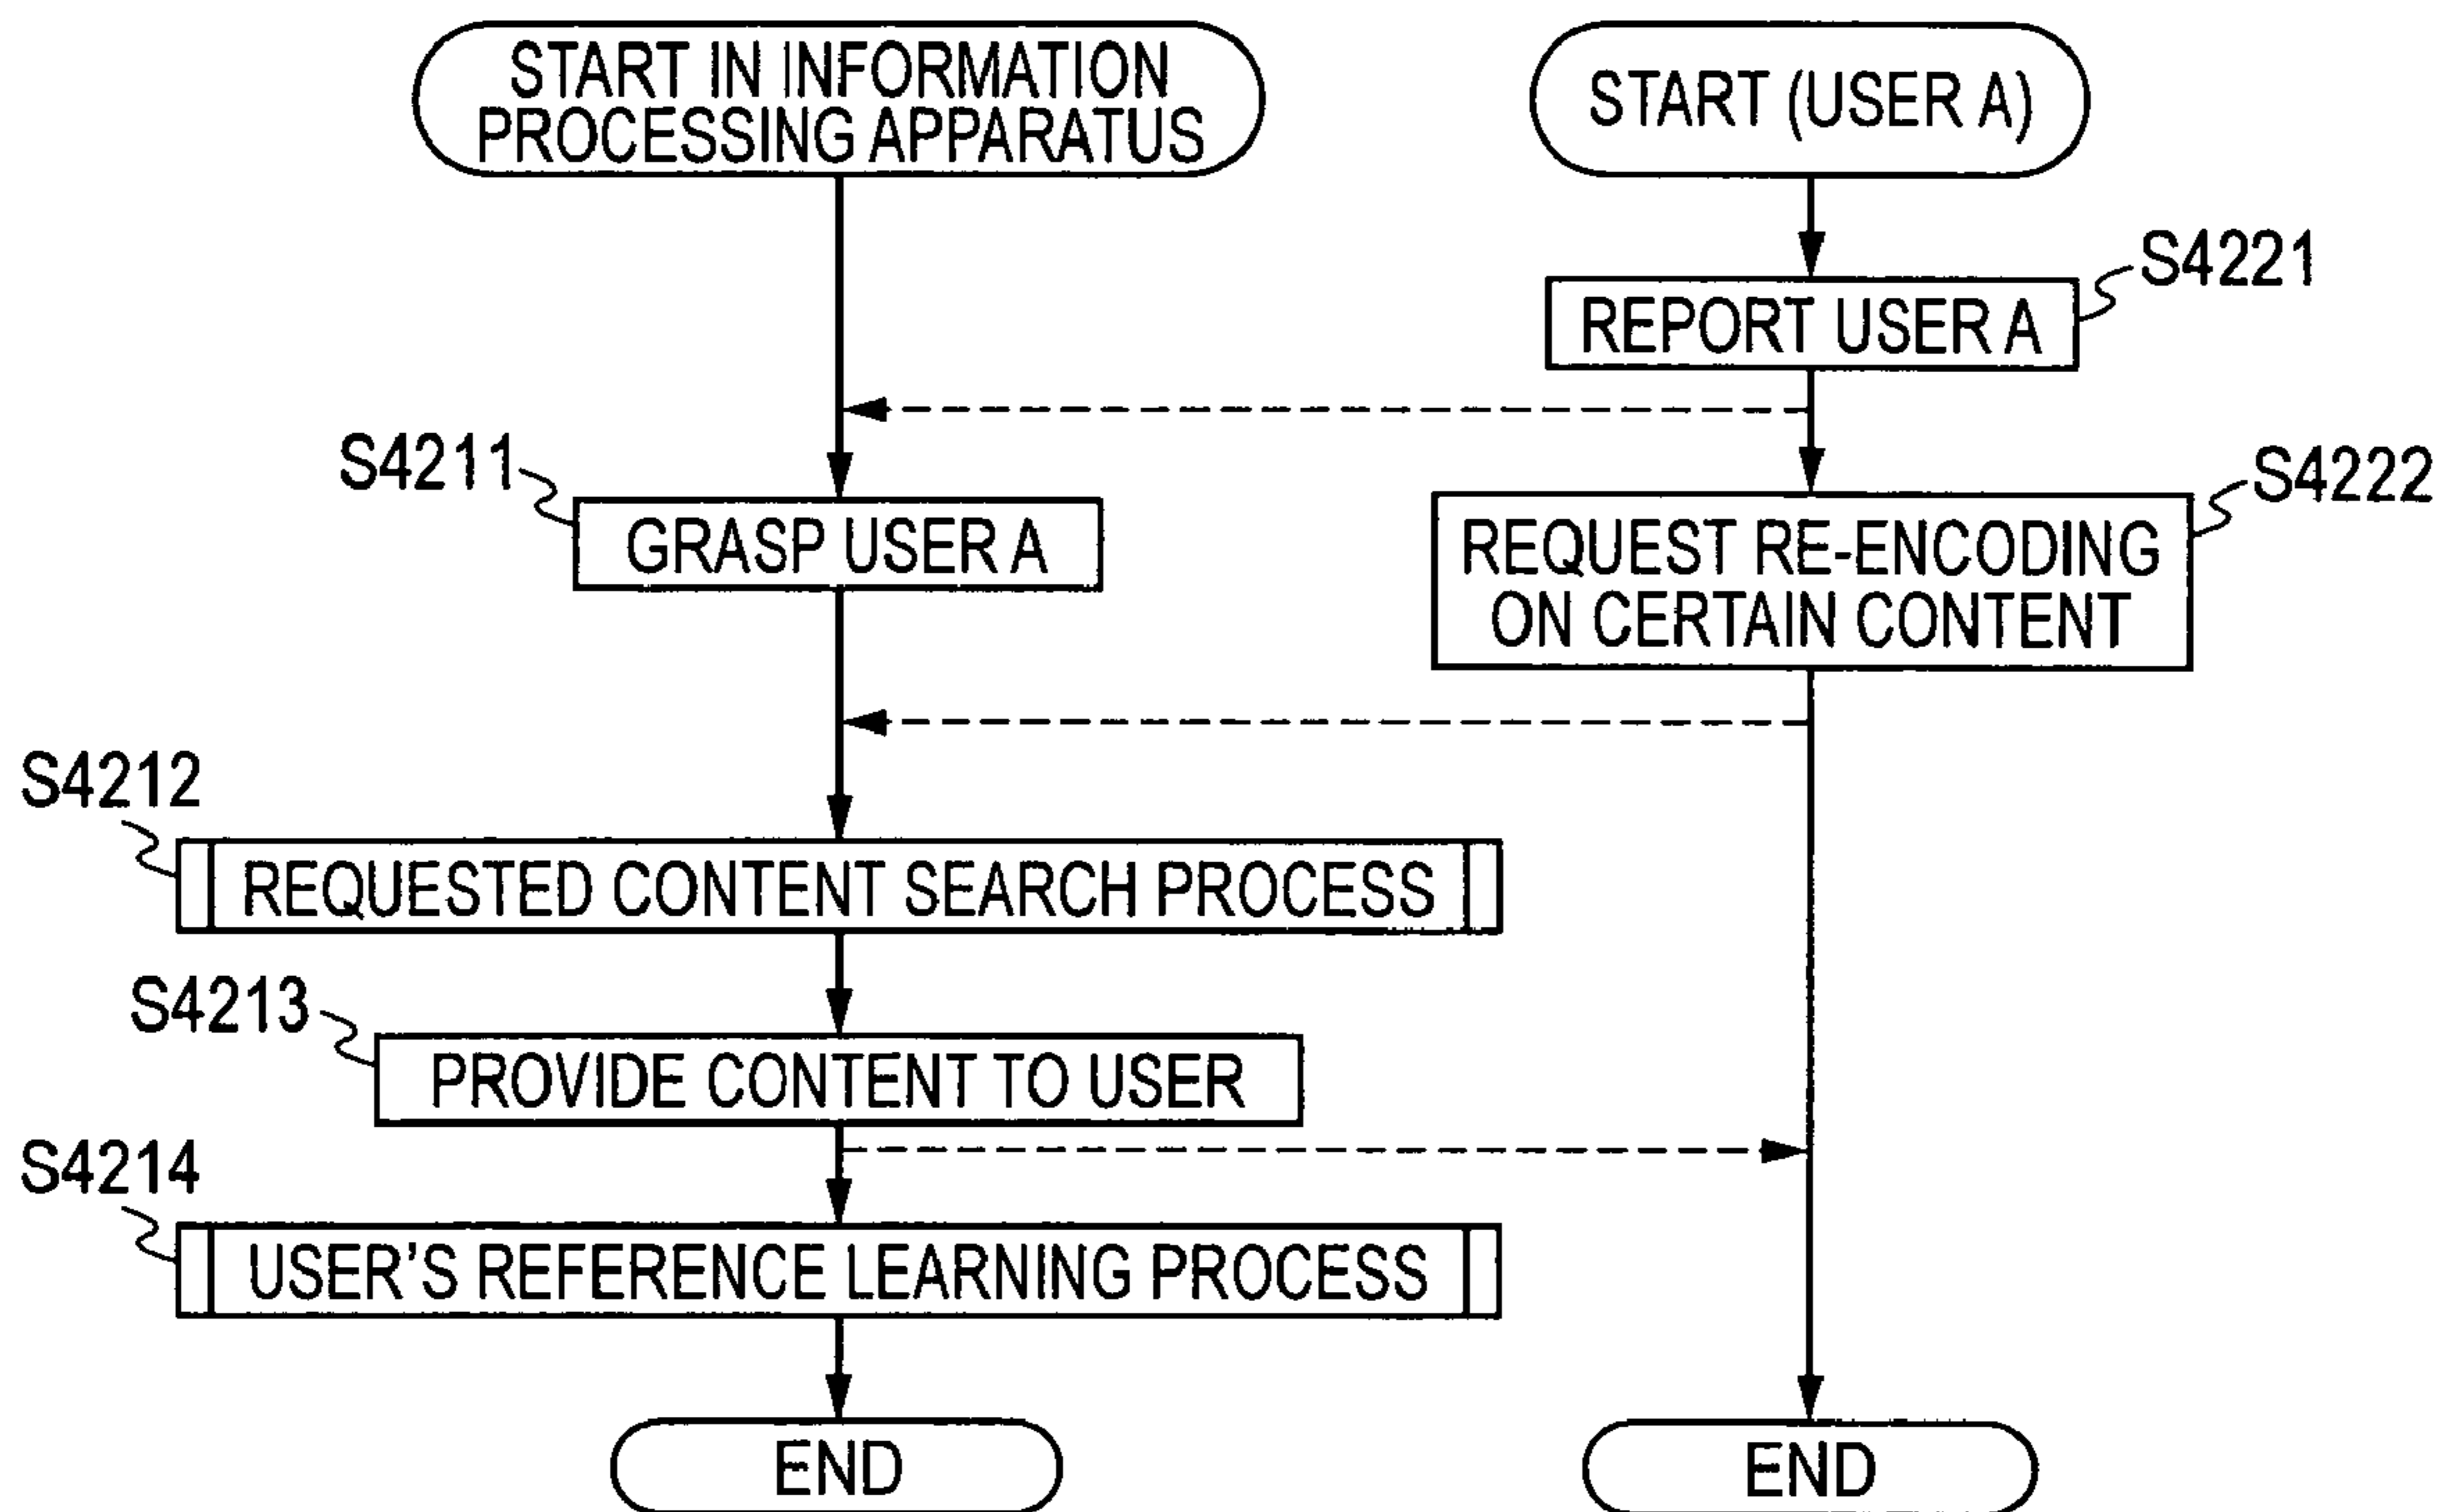 START IN INFORMATION
PROCESSING APPARATUS
START (USER A)
S4221
REPORT USER A
S4211
GRASP USER A
S4222
REQUEST RE-ENCODING
ON CERTAIN CONTENT
S4212
REQUESTED CONTENT SEARCH PROCESS
S4213
PROVIDE CONTENT TO USER
S4214
USER'S REFERENCE LEARNING PROCESS
END
END